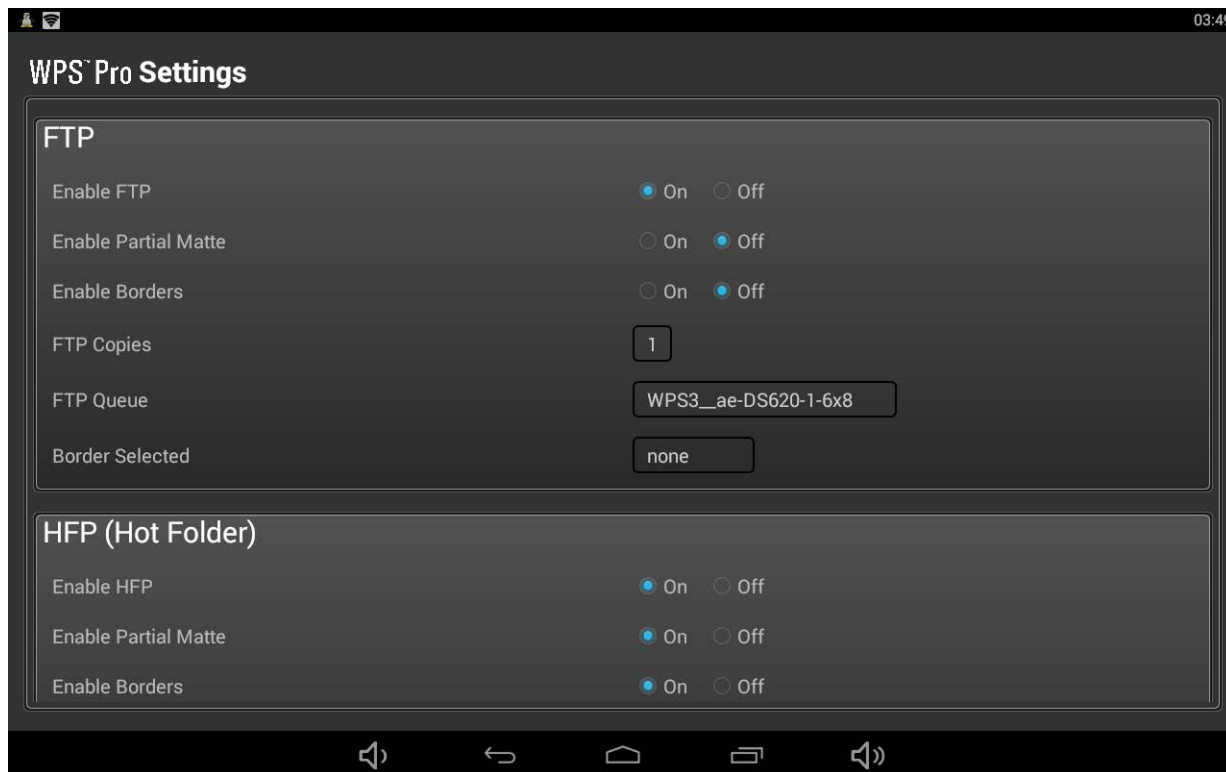 03:49
WPS™ Pro Settings
FTP
Enable FTP On Off
Enable Partial Matte On Off
Enable Borders On Off
FTP Copies 1
FTP Queue WPS3__ae-DS620-1-6x8
Border Selected none
HFP (Hot Folder)
Enable HFP On Off
Enable Partial Matte On Off
Enable Borders On Off